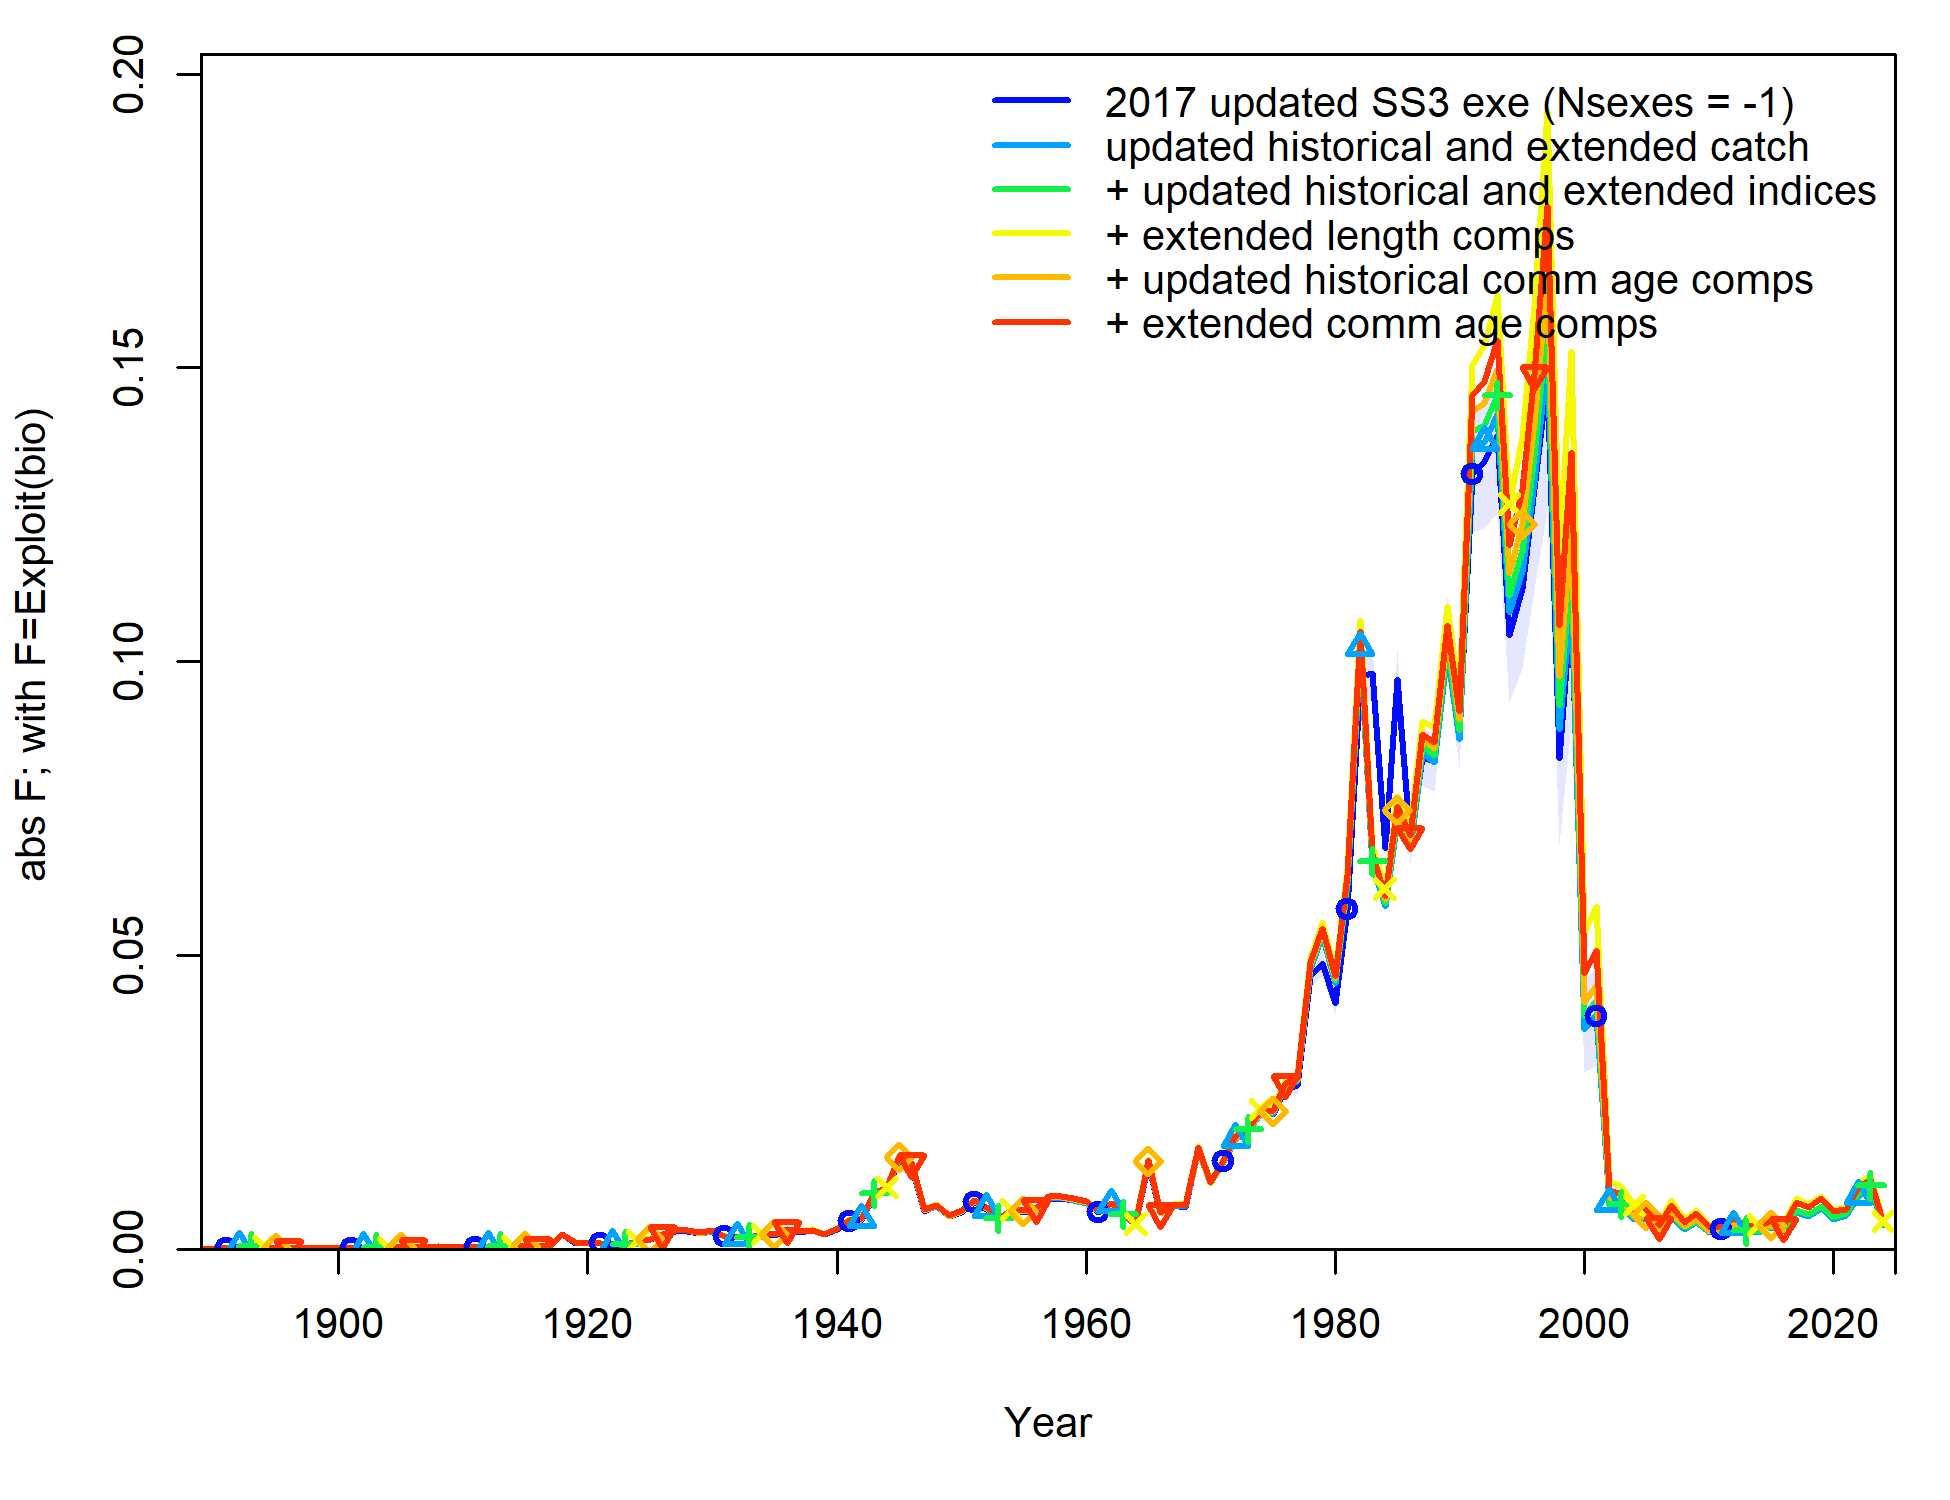 2017 updated SS3 exe (Nsexes = -1)
updated historical and extended catch
+ updated historical and extended indices
+ extended length comps
+ updated historical comm age comps
+ extended comm age comps
abs F; with F=Exploit(bio)
0.20
0.15
0.10
0.05
0.00
1900 1920 1940 1960 1980 2000 2020
Year